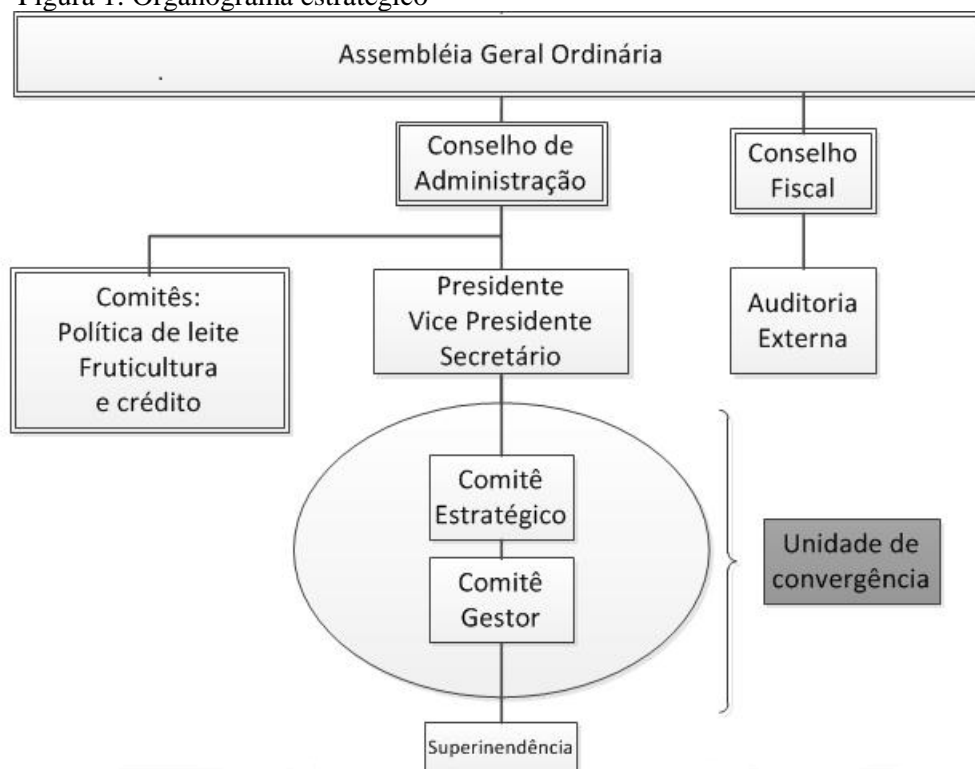 Figura 1: Organograma estratégico
Assembléia Geral Ordinária
Conselho de
Administração
Conselho
Fiscal
Comitês:
Política de leite
Fruticultura
e crédito
Presidente
Vice Presidente
Secretário
Auditoria
Externa
Comitê
Estratégico
Comitê
Gestor
Unidade de
convergência
Superinendência